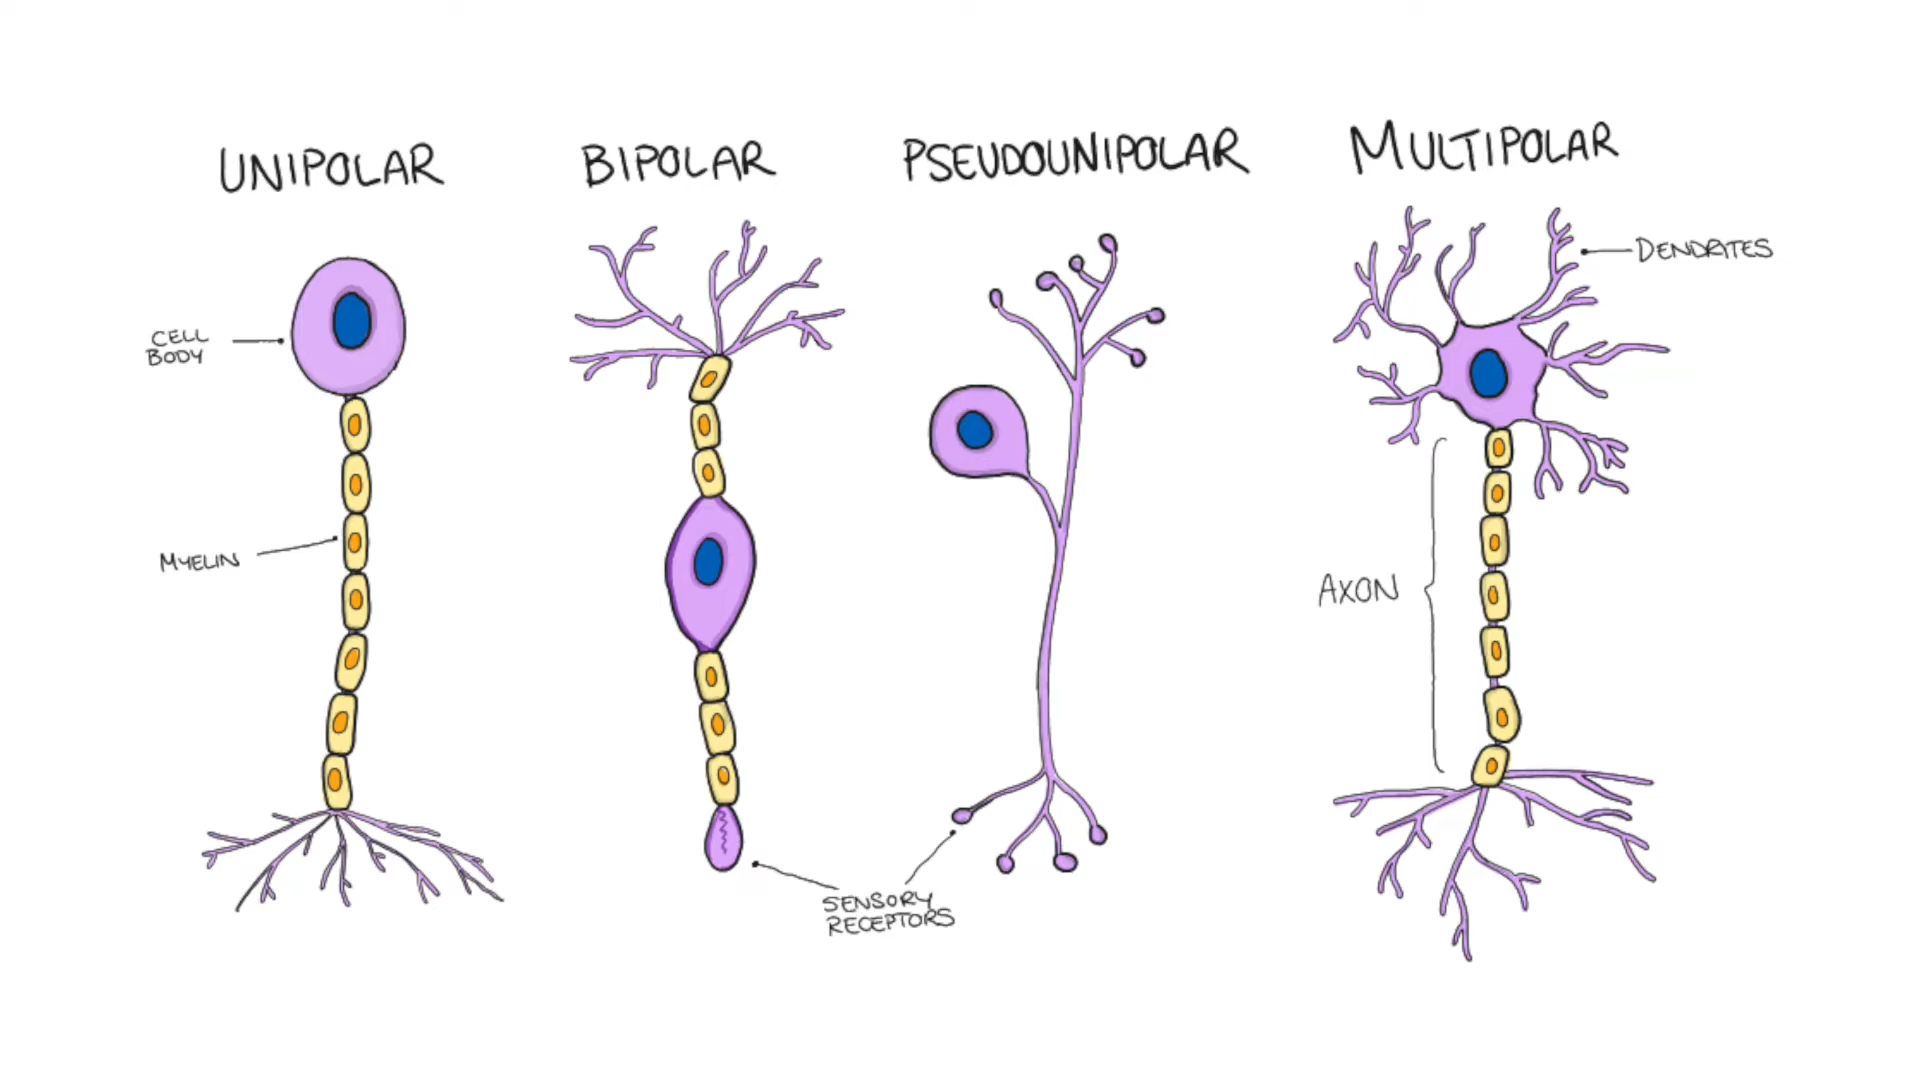 UNIPOLAR
BIPOLAR
PSEUDOUNIPOLAR
MULTIPOLAR
DENDRITES
CELL
BODY
MYELIN
AXON
SENSORY
RECEPTORS